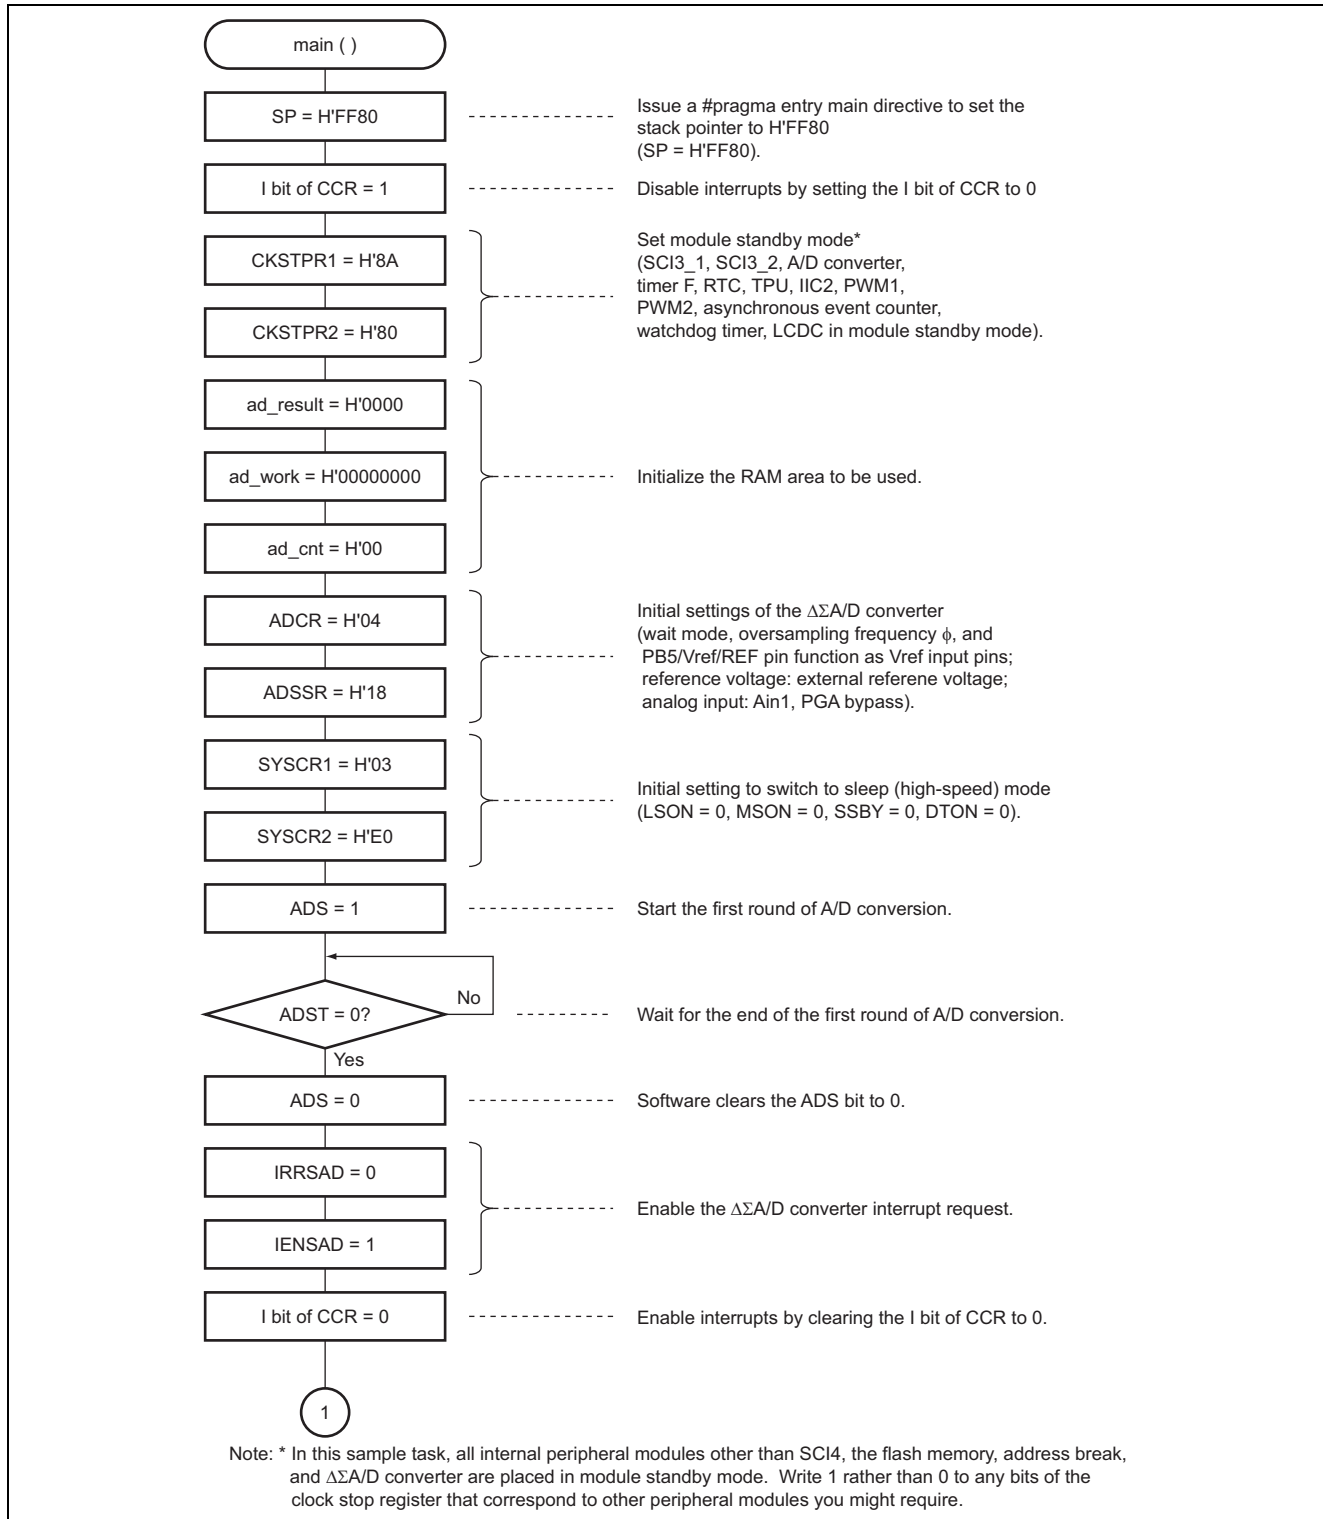 main ( )
SP = H'FF80
Issue a #pragma entry main directive to set the
stack pointer to H'FF80
(SP = H'FF80).
I bit of CCR = 1
Disable interrupts by setting the I bit of CCR to 0
CKSTPR1 = H'8A
CKSTPR2 = H'80
Set module standby mode*
(SCI3_1, SCI3_2, A/D converter,
timer F, RTC, TPU, IIC2, PWM1,
PWM2, asynchronous event counter,
watchdog timer, LCDC in module standby mode).
ad_result = H'0000
ad_work = H'00000000
ad_cnt = H'00
Initialize the RAM area to be used.
ADCR = H'04
ADSSR = H'18
Initial settings of the ΔΣA/D converter
(wait mode, oversampling frequency ϕ, and
PB5/Vref/REF pin function as Vref input pins;
reference voltage: external referene voltage;
analog input: Ain1, PGA bypass).
SYSCR1 = H'03
SYSCR2 = H'E0
Initial setting to switch to sleep (high-speed) mode
(LSON = 0, MSON = 0, SSBY = 0, DTON = 0).
ADS = 1
Start the first round of A/D conversion.
ADST = 0?
No
Wait for the end of the first round of A/D conversion.
Yes
ADS = 0
Software clears the ADS bit to 0.
IRRSAD = 0
IENSAD = 1
Enable the ΔΣA/D converter interrupt request.
I bit of CCR = 0
Enable interrupts by clearing the I bit of CCR to 0.
1
Note: * In this sample task, all internal peripheral modules other than SCI4, the flash memory, address break,
and ΔΣA/D converter are placed in module standby mode. Write 1 rather than 0 to any bits of the
clock stop register that correspond to other peripheral modules you might require.